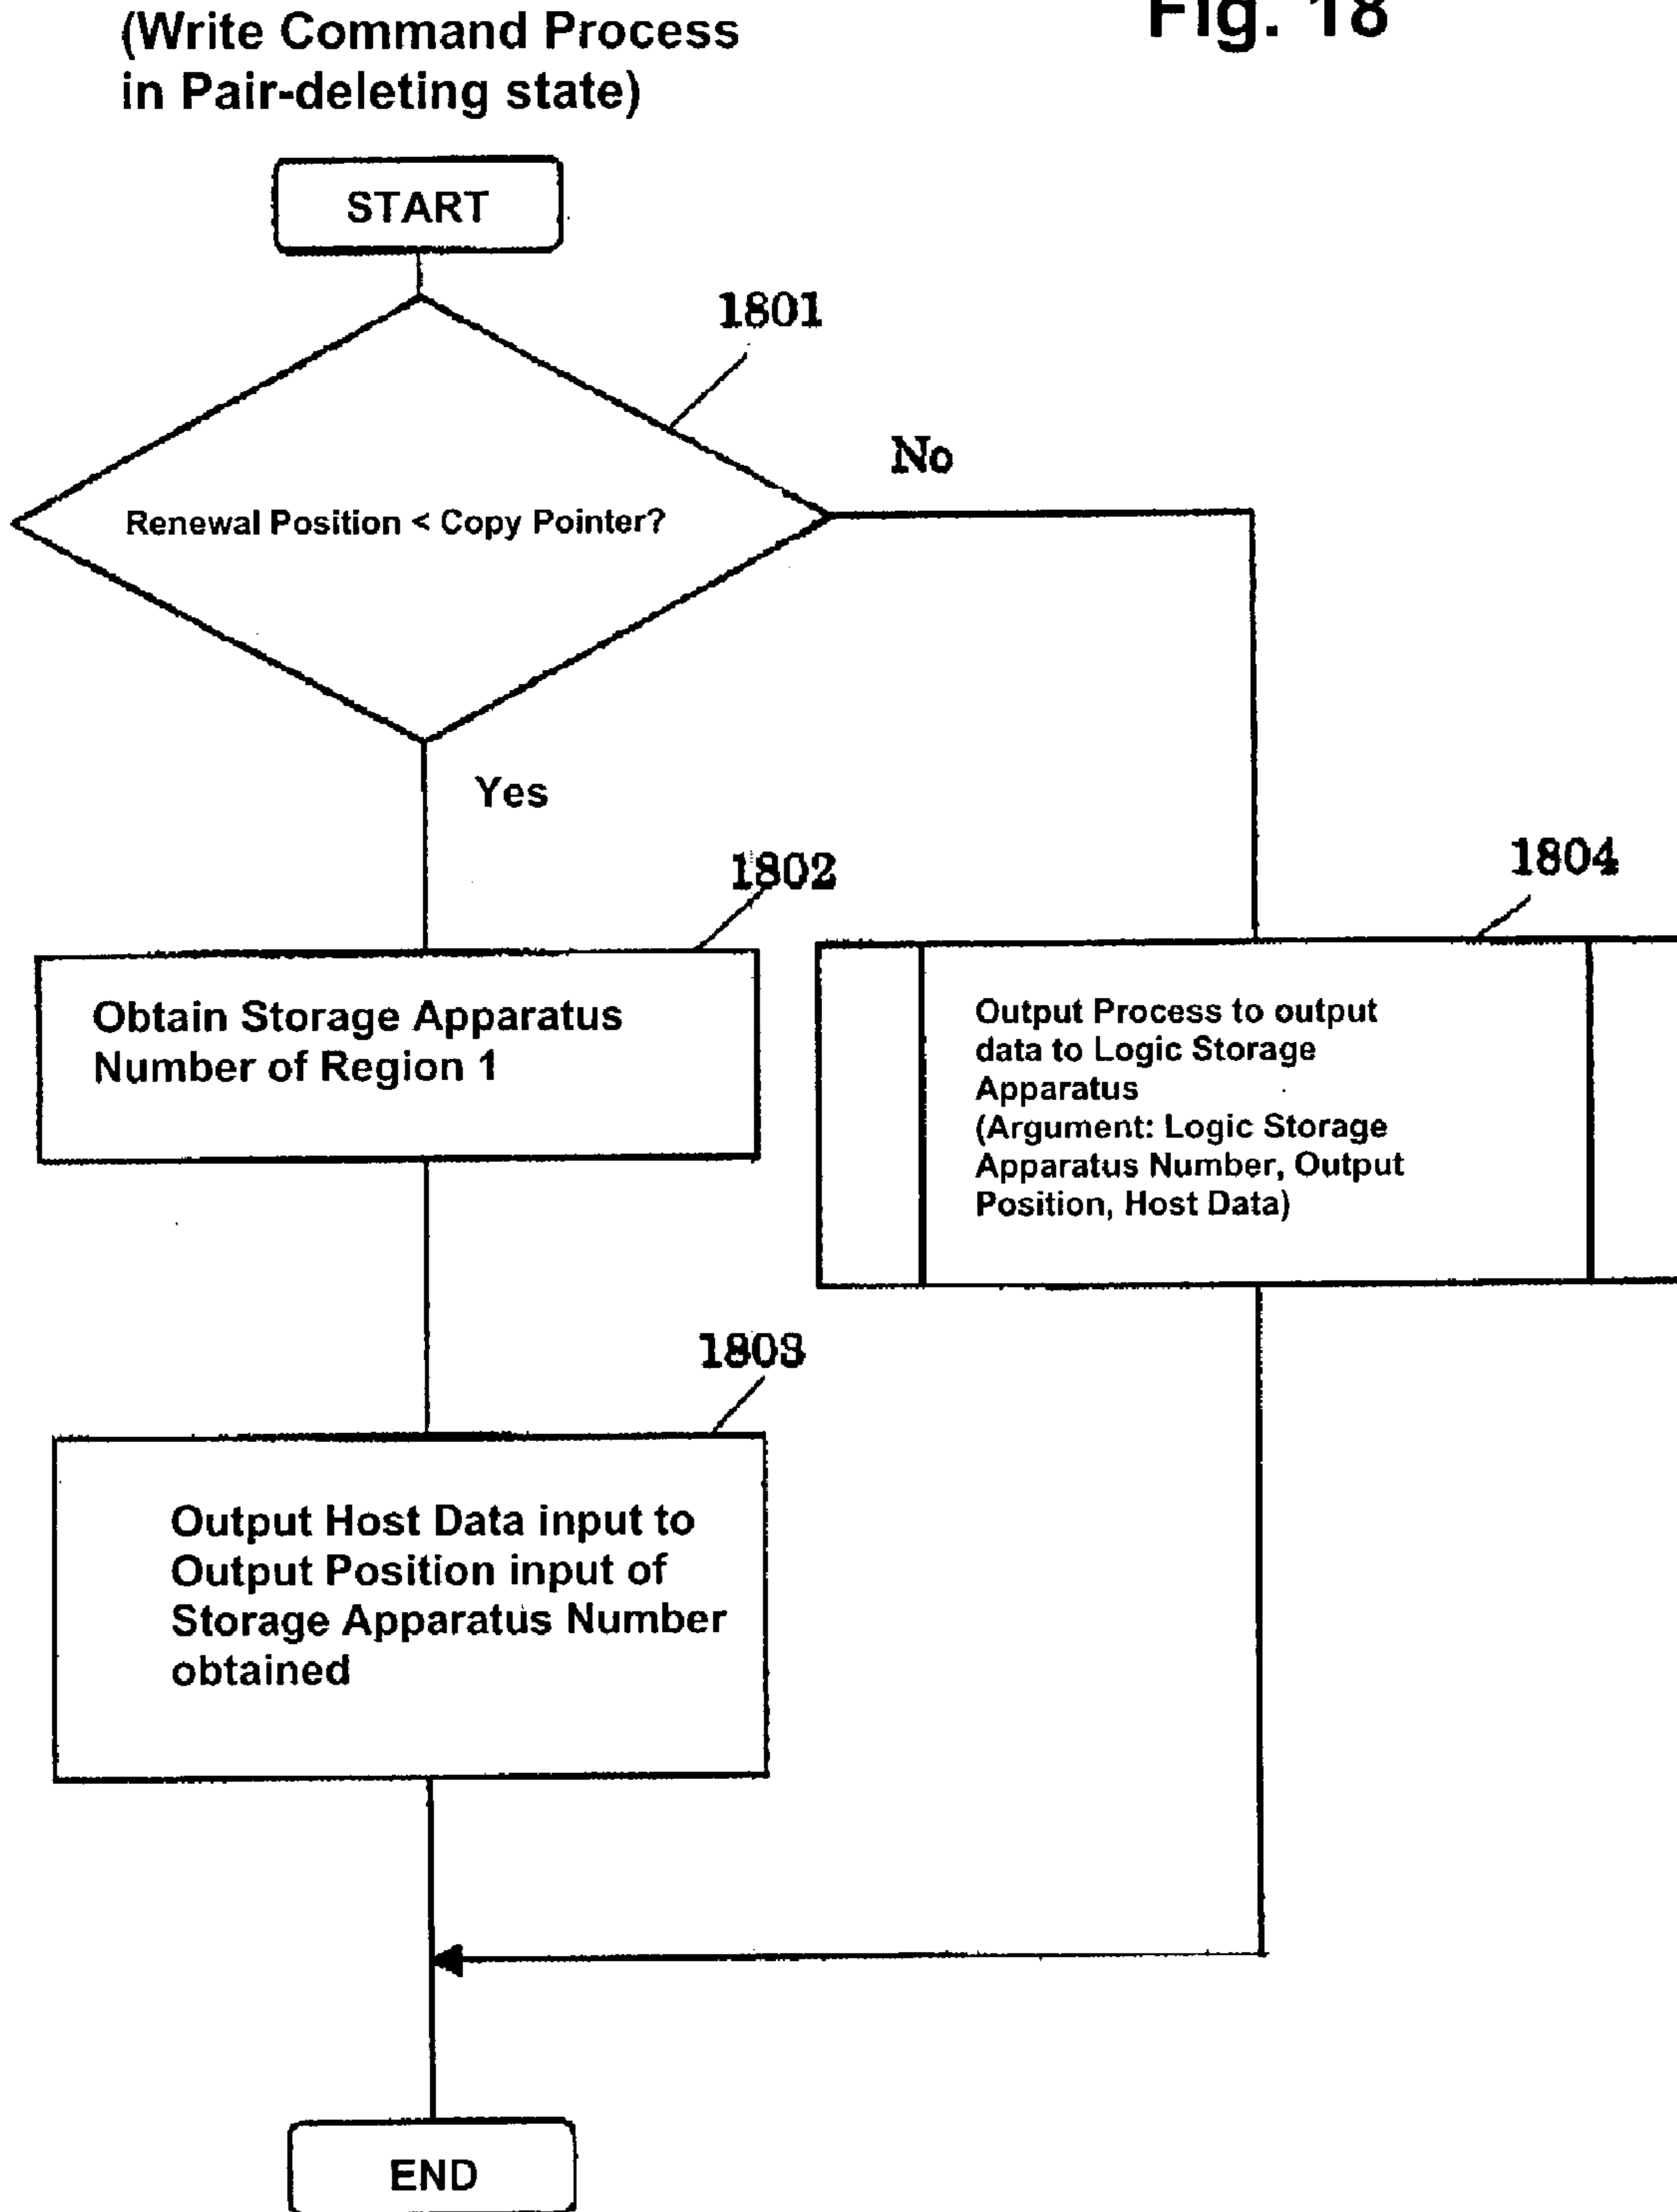 (Write Command Process
in Pair-deleting state)
Fig. 18
START
1801
Renewal Position < Copy Pointer?
No
Yes
1802
Obtain Storage Apparatus
Number of Region 1
1804
Output Process to output
data to Logic Storage
Apparatus
(Argument: Logic Storage
Apparatus Number, Output
Position, Host Data)
1803
Output Host Data input to
Output Position input of
Storage Apparatus Number
obtained
END